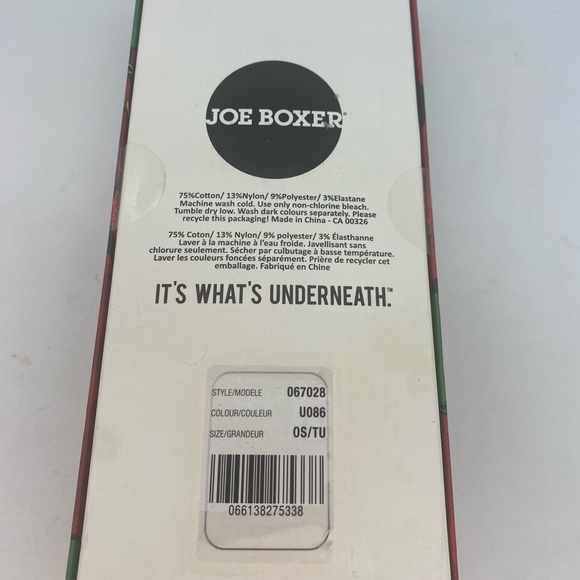 JOE BOXER®
75%Cotton/ 13%Nylon/ 9%Polyester/ 3%Elastane
Machine wash cold. Use only non-chlorine bleach.
Tumble dry low. Wash dark colours separately. Please
recycle this packaging! Made in China - CA 00326
75% Coton/ 13% Nylon/ 9% polyester/ 3% Élasthanne
Laver à la machine à l'eau froide. Javellisant sans
chlorure seulement. Sécher par culbutage à basse température.
Laver les couleurs foncées séparément. Prière de recycler cet
emballage. Fabriqué en Chine
IT'S WHAT'S UNDERNEATH.™
STYLE/MODELE 067028
COLOUR/COULEUR U086
SIZE/GRANDEUR OS/TU
066138275338